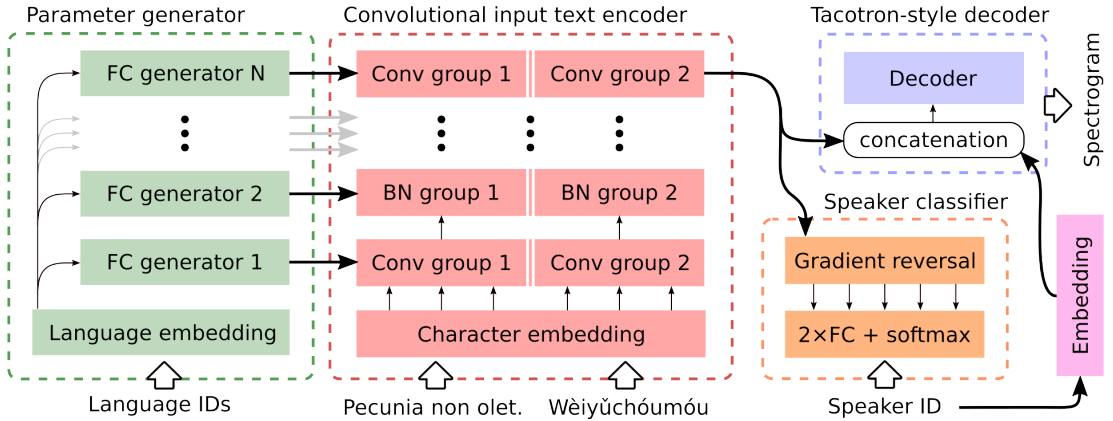 Parameter generator
Convolutional input text encoder
Tacotron-style decoder
FC generator N
Conv group 1
Conv group 2
Decoder
concatenation
Spectrogram
FC generator 2
BN group 1
BN group 2
Speaker classifier
FC generator 1
Conv group 1
Conv group 2
Gradient reversal
Embedding
Language embedding
Character embedding
2×FC + softmax
Language IDs
Pecunia non olet.
Wèiyǔchóumóu
Speaker ID